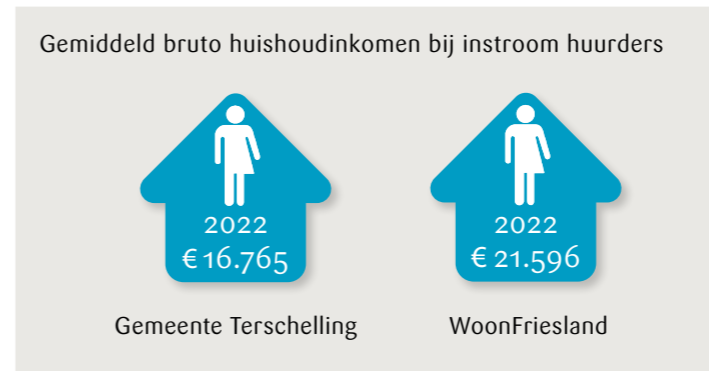 Gemiddeld bruto huishoudinkomen bij instroom huurders
2022
€ 16.765
Gemeente Terschelling
2022
€ 21.596
WoonFriesland